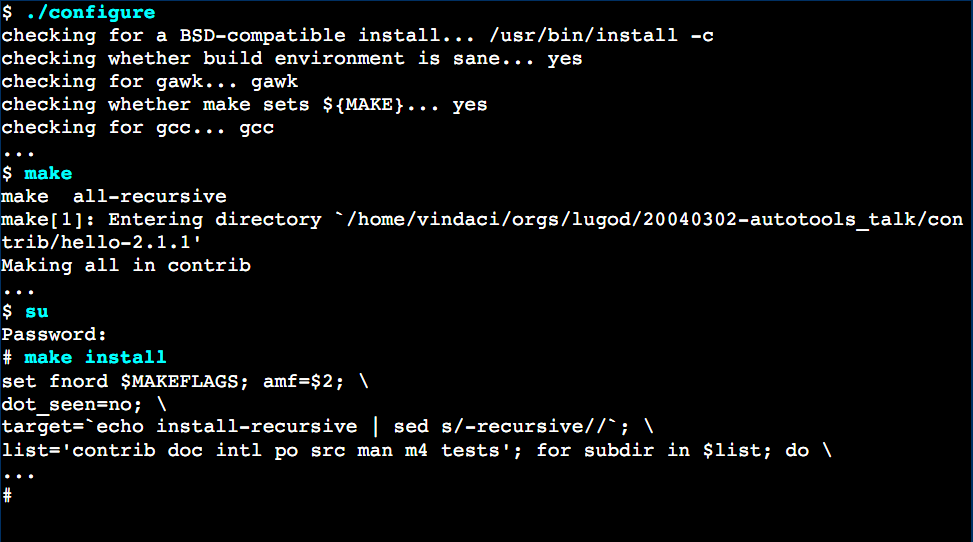 $ ./configure
checking for a BSD-compatible install... /usr/bin/install -c
checking whether build environment is sane... yes
checking for gawk... gawk
checking whether make sets ${MAKE}... yes
checking for gcc... gcc
...
$ make
make  all-recursive
make[1]: Entering directory `/home/vindaci/orgs/lugod/20040302-autotools_talk/con
trib/hello-2.1.1'
Making all in contrib
...
$ su
Password:
# make install
set fnord $MAKEFLAGS; amf=$2; \
dot_seen=no; \
target=`echo install-recursive | sed s/-recursive//`; \
list='contrib doc intl po src man m4 tests'; for subdir in $list; do \
...
#